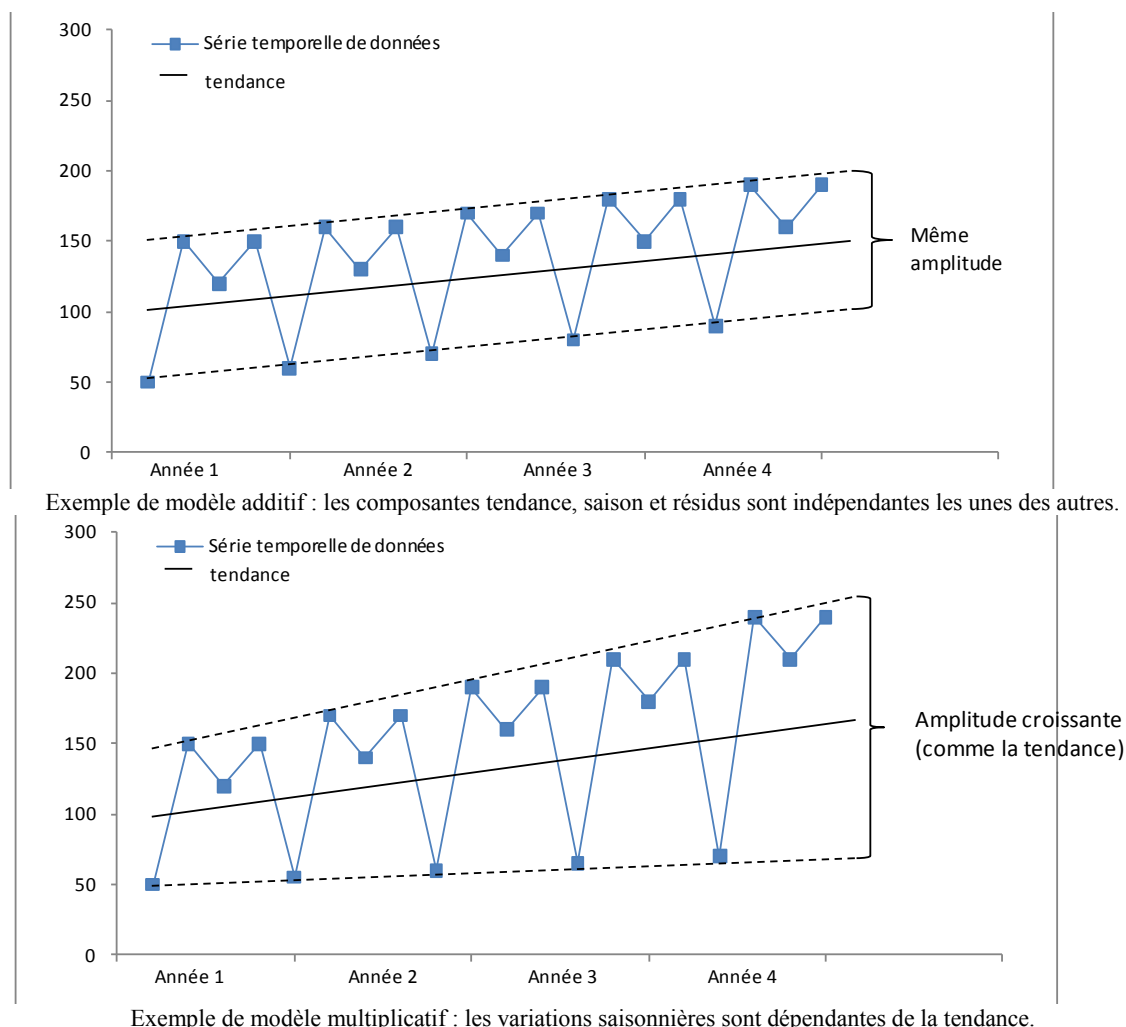 300
Série temporelle de données
tendance
250
200
150
Même
amplitude
100
50
0
Année 1 Année 2 Année 3 Année 4
Exemple de modèle additif : les composantes tendance, saison et résidus sont indépendantes les unes des autres.
300
Série temporelle de données
tendance
250
200
150
Amplitude croissante
(comme la tendance)
100
50
0
Année 1 Année 2 Année 3 Année 4
Exemple de modèle multiplicatif : les variations saisonnières sont dépendantes de la tendance.